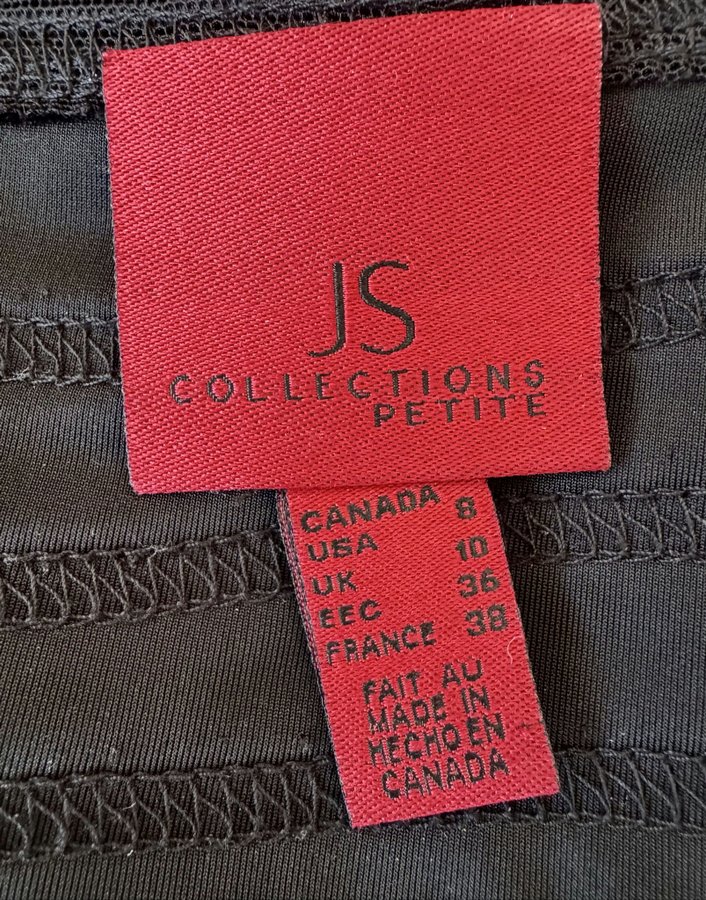 JS
COLLECTIONS
PETITE
CANADA 8
USA
UK 10
EEC 36
FRANCE 38
FAIT AU
MADE IN
HECHO EN
CANADA